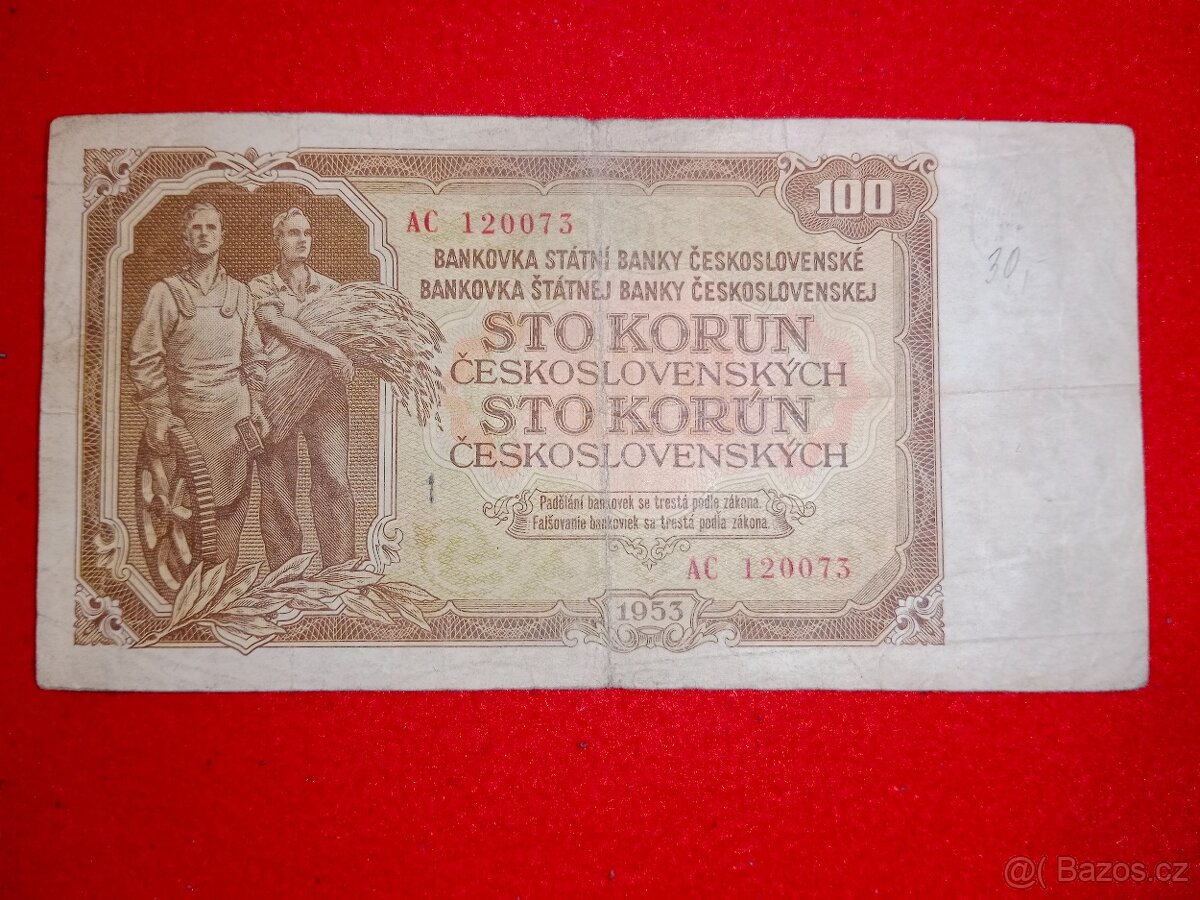 100
AC 120073
BANKOVKA STÁTNÍ BANKY ČESKOSLOVENSKÉ
BANKOVKA ŠTÁTNEJ BANKY ČESKOSLOVENSKEJ
30,-
STO KORUN
ČESKOSLOVENSKÝCH
STO KORÚN
ČESKOSLOVENSKÝCH
Padělání bankovek se trestá podle zákona.
Falšovanie bankoviek sa trestá podľa zákona.
AC 120073
1953
@( Bazos.cz